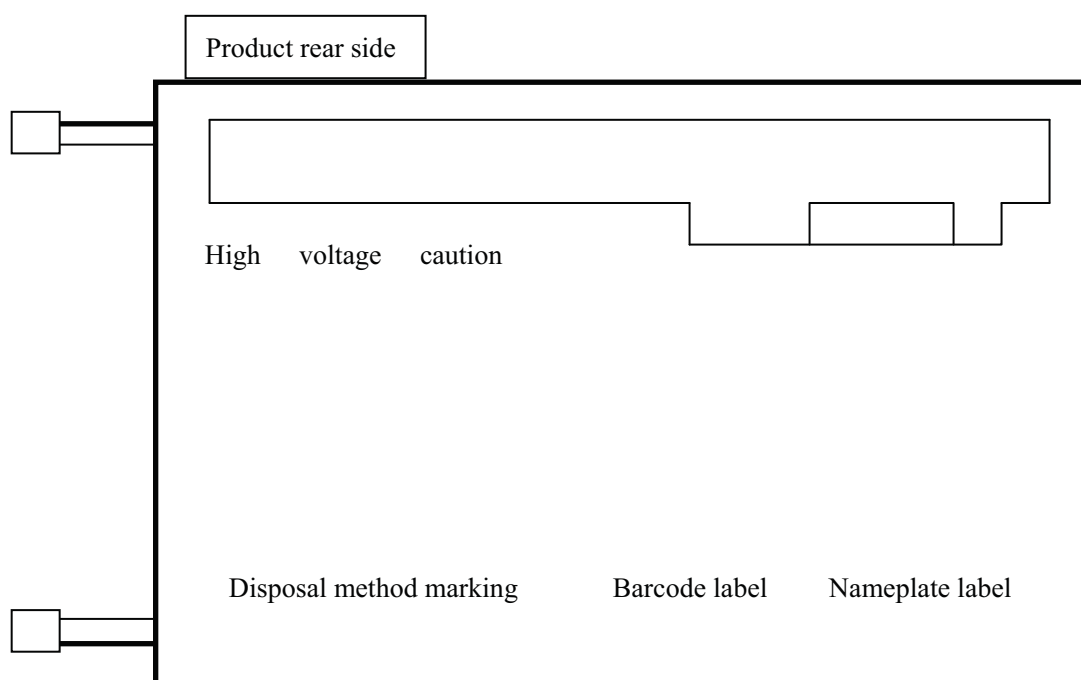 Product rear side
High voltage caution
Disposal method marking Barcode label Nameplate label